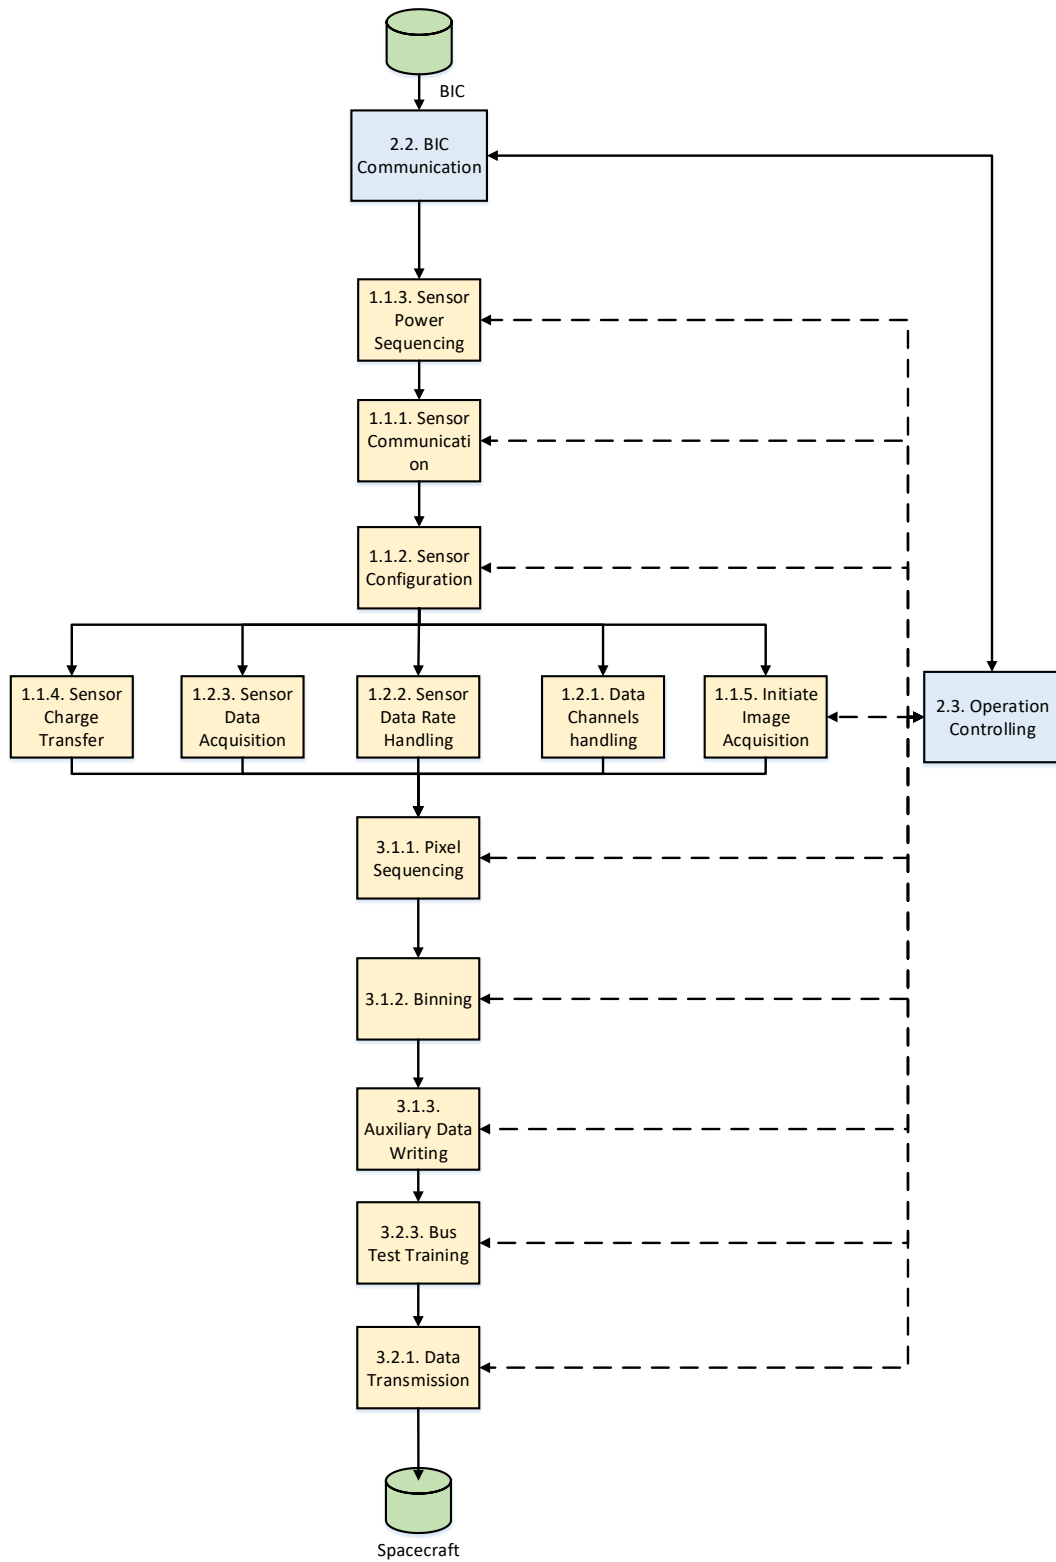 BIC
2.2. BIC
Communication
1.1.3. Sensor
Power
Sequencing
1.1.1. Sensor
Communicati
on
1.1.2. Sensor
Configuration
1.1.4. Sensor
Charge
Transfer
1.2.3. Sensor
Data
Acquisition
1.2.2. Sensor
Data Rate
Handling
1.2.1. Data
Channels
handling
1.1.5. Initiate
Image
Acquisition
2.3. Operation
Controlling
3.1.1. Pixel
Sequencing
3.1.2. Binning
3.1.3.
Auxiliary Data
Writing
3.2.3. Bus
Test Training
3.2.1. Data
Transmission
Spacecraft